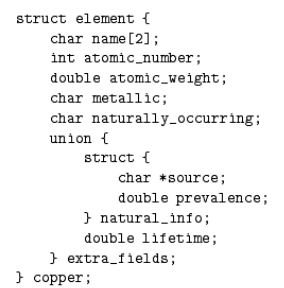 struct element {
    char name[2];
    int atomic_number;
    double atomic_weight;
    char metallic;
    char naturally_occurring;
    union {
        struct {
            char *source;
            double prevalence;
        } natural_info;
        double lifetime;
    } extra_fields;
} copper;